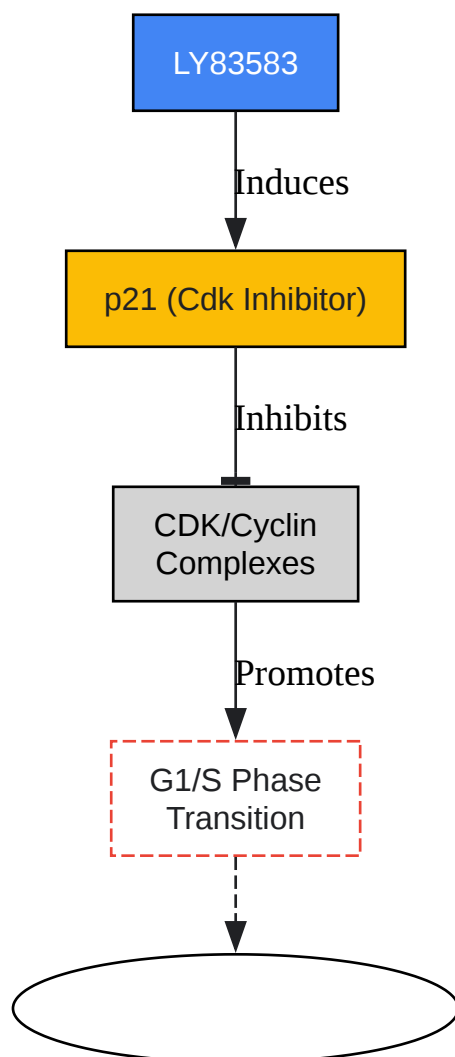 LY83583
Induces
p21 (Cdk Inhibitor)
Inhibits
CDK/Cyclin
Complexes
Promotes
G1/S Phase
Transition